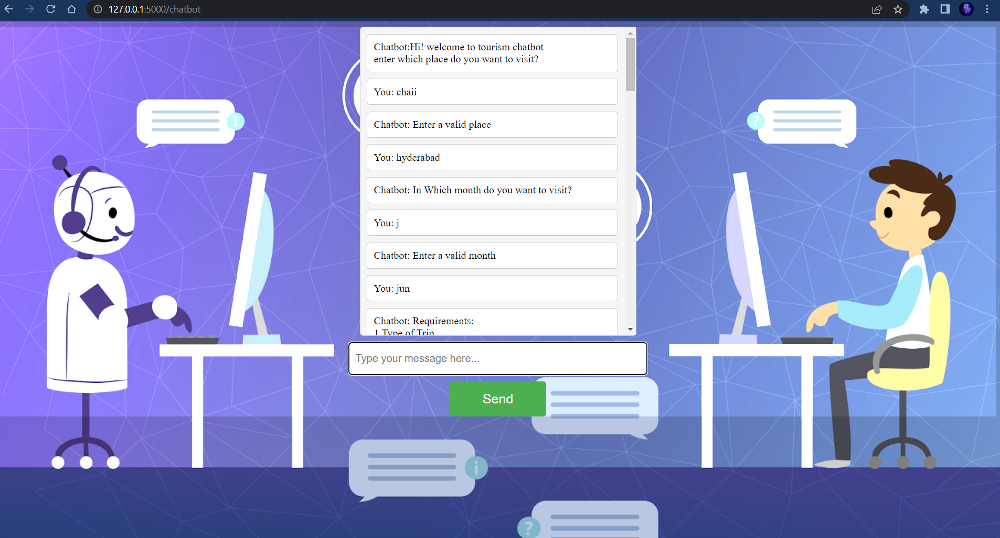 127.0.0.1:5000/chatbot
Chatbot:Hi! welcome to tourism chatbot
enter which place do you want to visit?
You: chaii
Chatbot: Enter a valid place
You: hyderabad
Chatbot: In Which month do you want to visit?
You: j
Chatbot: Enter a valid month
You: jun
Chatbot: Requirements:
1.Type of Trip
Type your message here...
Send
i
?
i
?